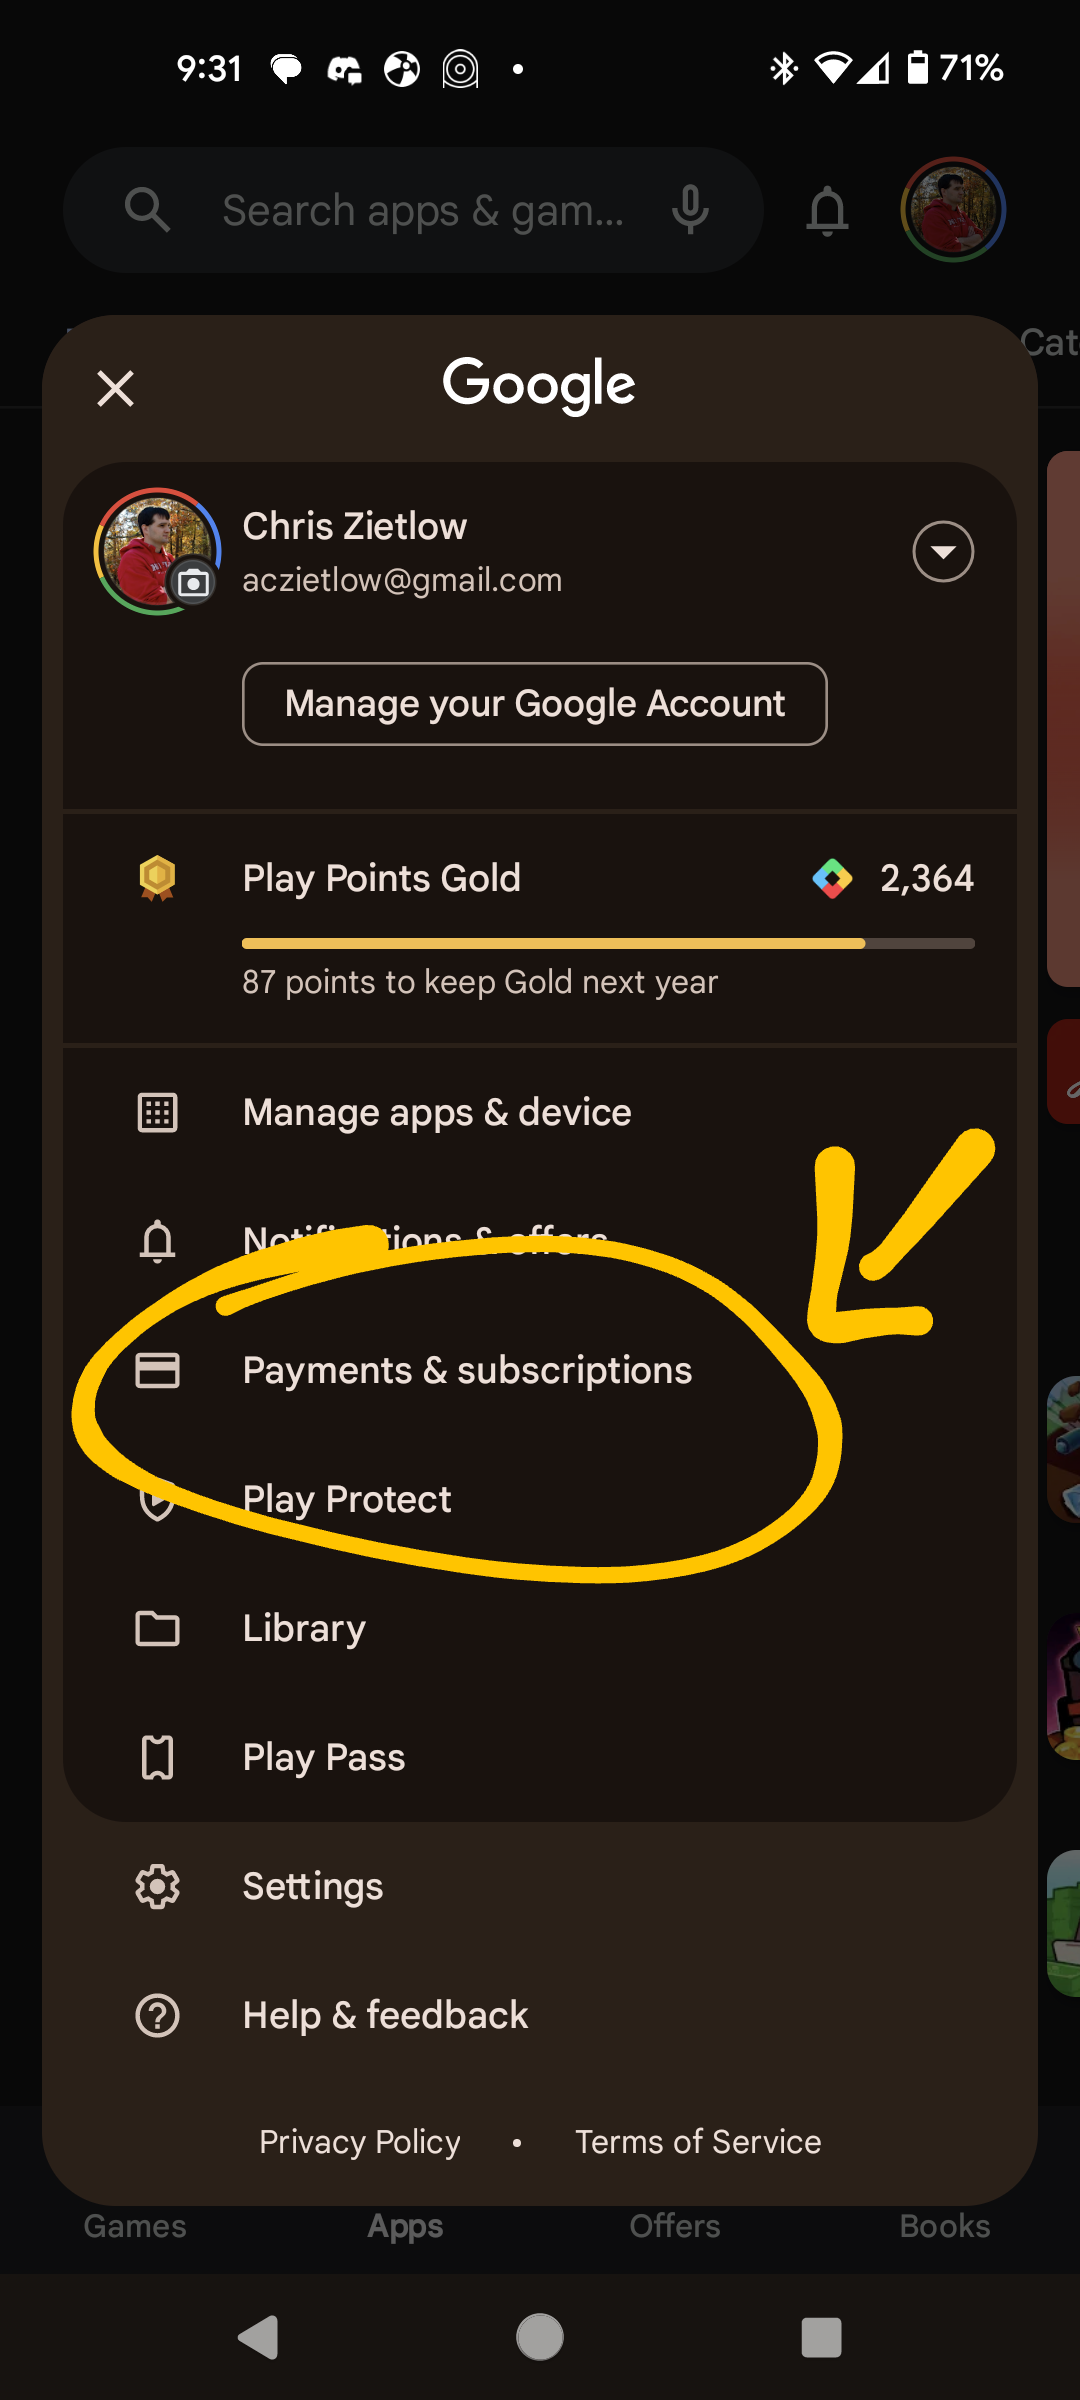 9:31
71%
Search apps & gam...
Google
Chris Zietlow
aczietlow@gmail.com
Manage your Google Account
Play Points Gold
2,364
87 points to keep Gold next year
Manage apps & device
Notifications & offers
Payments & subscriptions
Play Protect
Library
Play Pass
Settings
Help & feedback
Privacy Policy • Terms of Service
Games Apps Offers Books